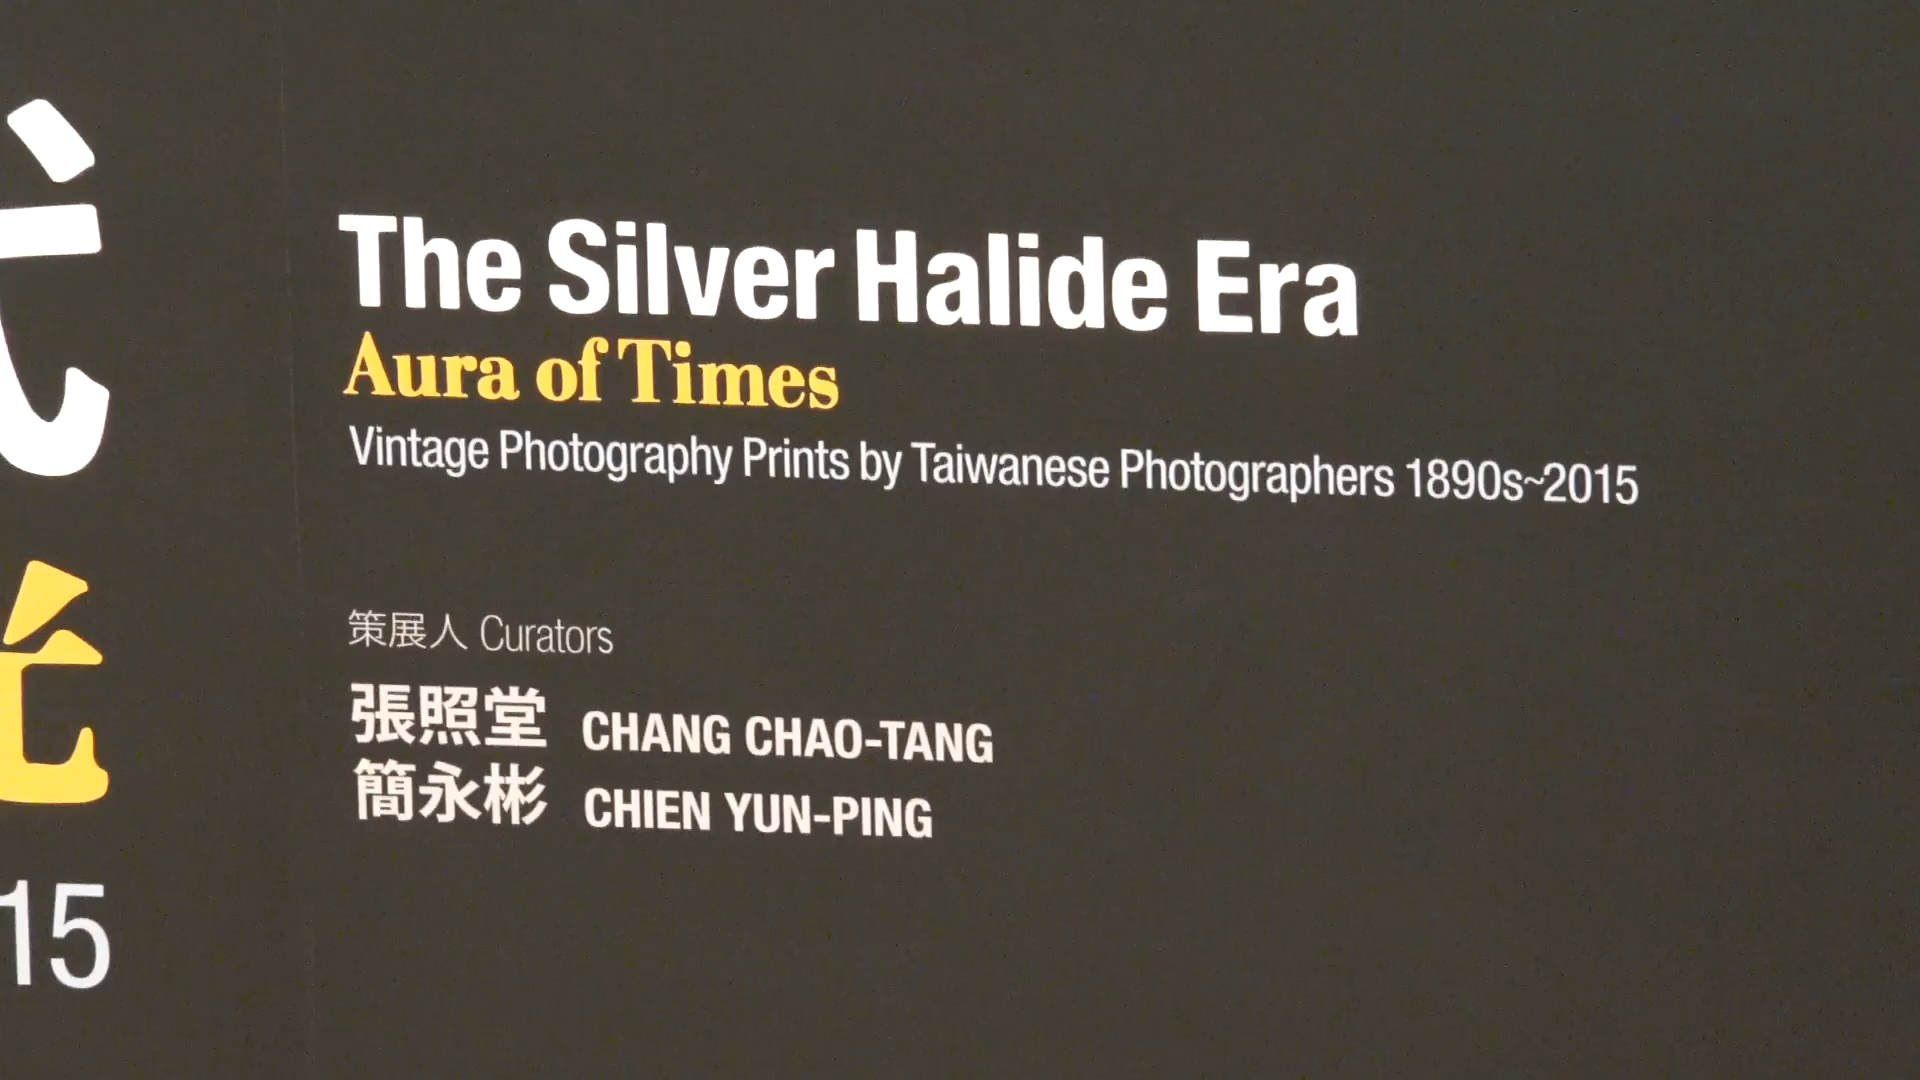 The Silver Halide Era
Aura of Times
Vintage Photography Prints by Taiwanese Photographers 1890s~2015
策展人 Curators
張照堂 CHANG CHAO-TANG
簡永彬 CHIEN YUN-PING
15